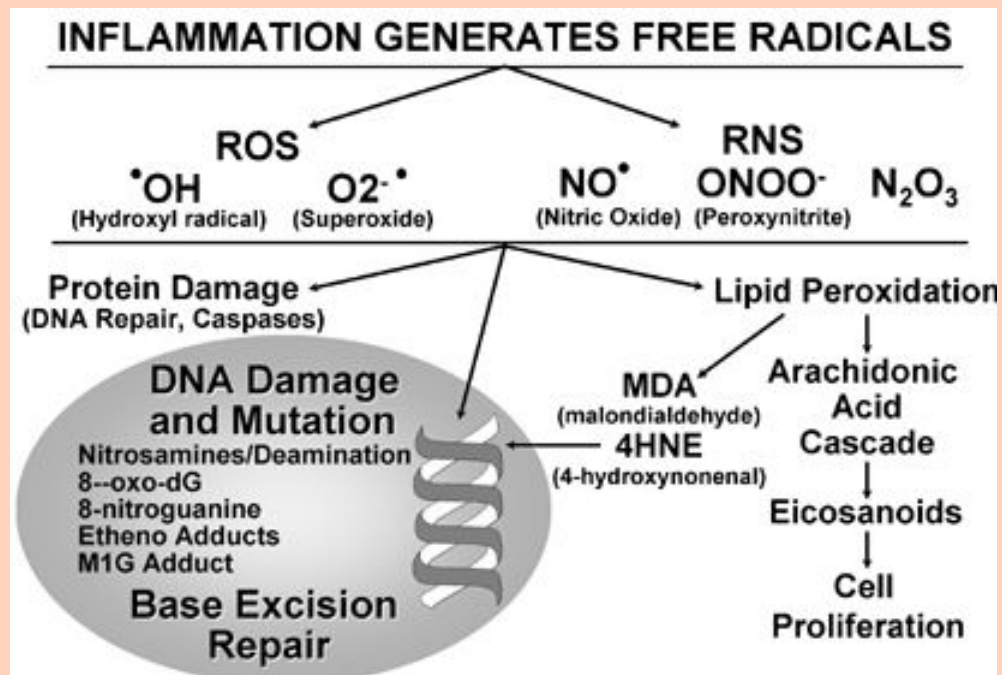 INFLAMMATION GENERATES FREE RADICALS
ROS
•OH
(Hydroxyl radical)
O2-•
(Superoxide)
RNS
NO•
(Nitric Oxide)
ONOO-
(Peroxynitrite)
N2O3
Protein Damage
(DNA Repair, Caspases)
Lipid Peroxidation
DNA Damage
and Mutation
Nitrosamines/Deamination
8--oxo-dG
8-nitroguanine
Etheno Adducts
M1G Adduct
Base Excision
Repair
MDA
(malondialdehyde)
4HNE
(4-hydroxynonenal)
Arachidonic
Acid
Cascade
Eicosanoids
Cell
Proliferation